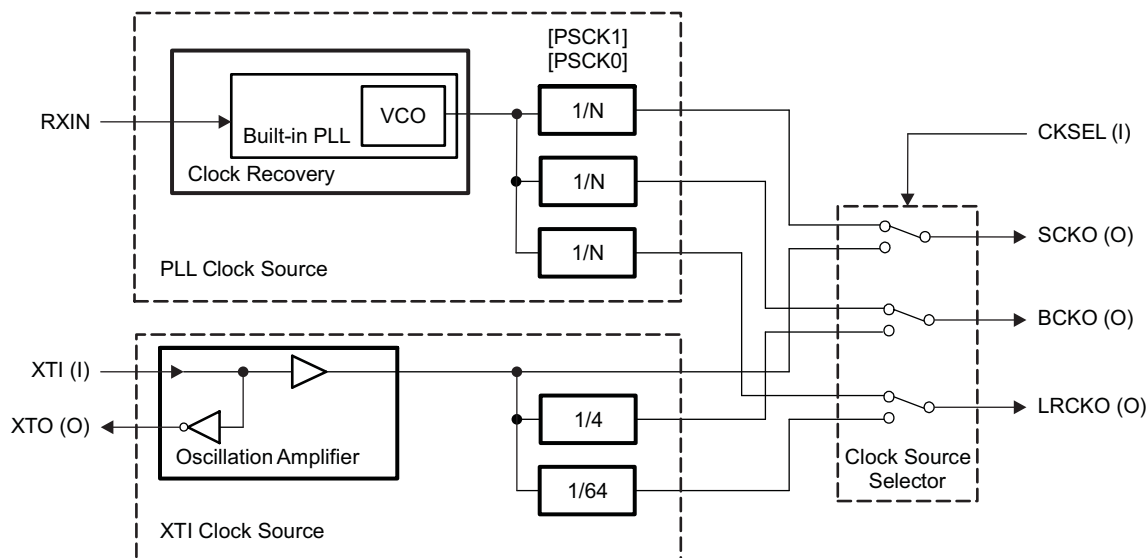 [PSCK1]
[PSCK0]
RXIN
VCO
Built-in PLL
Clock Recovery
1/N
1/N
1/N
PLL Clock Source
CKSEL (I)
SCKO (O)
BCKO (O)
LRCKO (O)
XTI (I)
XTO (O)
Oscillation Amplifier
1/4
1/64
XTI Clock Source
Clock Source
Selector